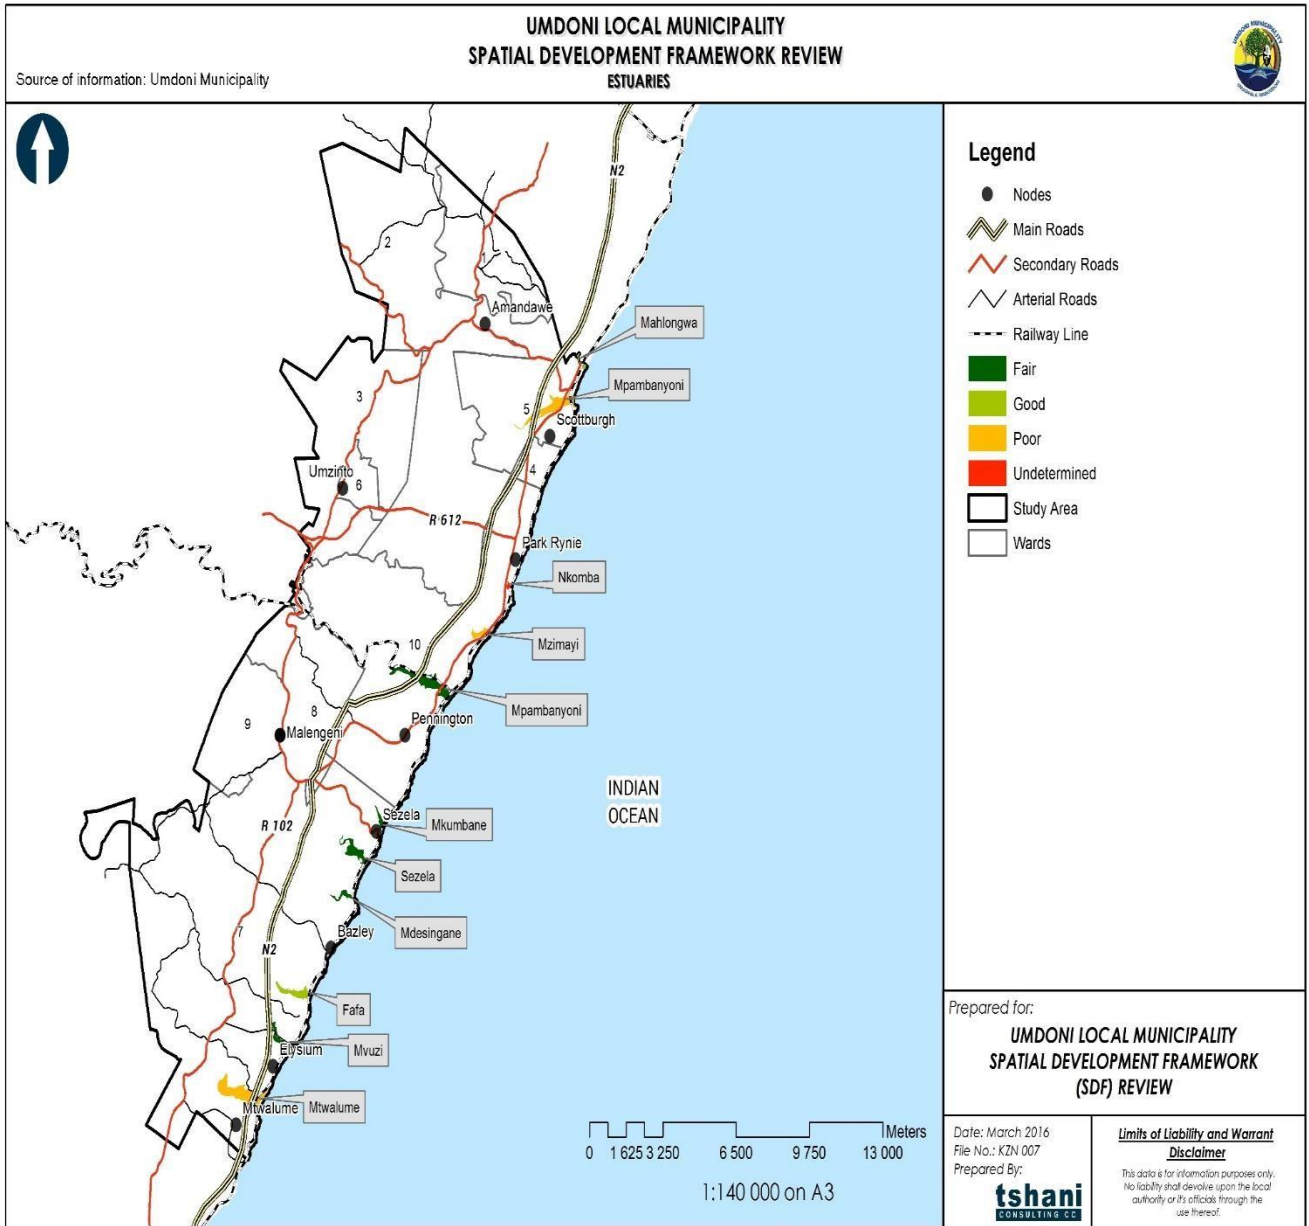 UMDONI LOCAL MUNICIPALITY
SPATIAL DEVELOPMENT FRAMEWORK REVIEW
ESTUARIES
Source of information: Umdoni Municipality
N2
2
1
Amandawe
Mahlongwa
3
Mpambanyoni
5
Scottburgh
4
Umzinto
6
R 612
Park Rynie
Nkomba
10
Mzimayi
Mpambanyoni
9
8
Malengeni
Pennington
INDIAN
OCEAN
Sezela
Mkumbane
R 102
Sezela
Mdesingane
7
Bazley
N2
Fafa
Elysium
Mvuzi
Mtwalume
Mtwalume
0 1 625 3 250 6 500 9 750 13 000
Meters
1:140 000 on A3
Legend
Nodes
Main Roads
Secondary Roads
Arterial Roads
Railway Line
Fair
Good
Poor
Undetermined
Study Area
Wards
Prepared for:
UMDONI LOCAL MUNICIPALITY
SPATIAL DEVELOPMENT FRAMEWORK
(SDF) REVIEW
Date: March 2016
File No.: KZN 007
Prepared By:
tshani
CONSULTING CC
Limits of Liability and Warrant
Disclaimer
This data is for information purposes only.
No liability shall devolve upon the local
authority or it's officials through the
use thereof.